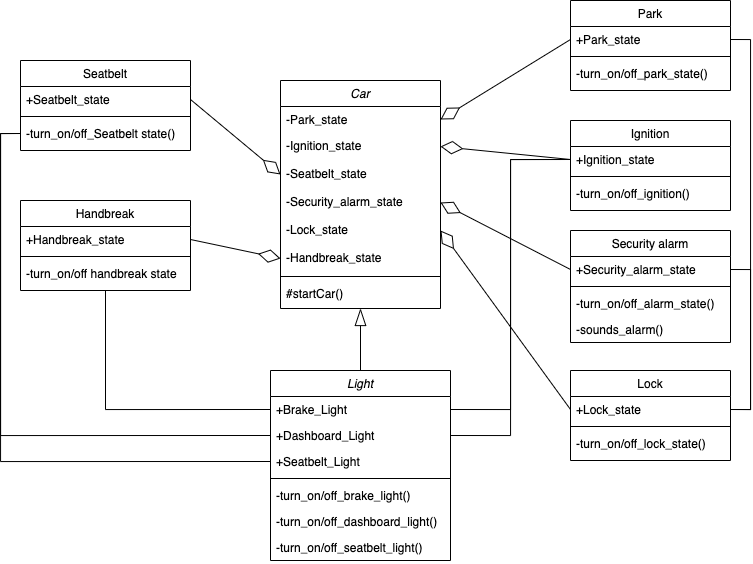 Park
+Park_state
-turn_on/off_park_state()
Seatbelt
+Seatbelt_state
-turn_on/off_Seatbelt state()
Car
-Park_state
-Ignition_state
-Seatbelt_state
-Security_alarm_state
-Lock_state
-Handbreak_state
#startCar()
Ignition
+Ignition_state
-turn_on/off_ignition()
Handbreak
+Handbreak_state
-turn_on/off handbreak state
Security alarm
+Security_alarm_state
-turn_on/off_alarm_state()
-sounds_alarm()
Light
+Brake_Light
+Dashboard_Light
+Seatbelt_Light
-turn_on/off_brake_light()
-turn_on/off_dashboard_light()
-turn_on/off_seatbelt_light()
Lock
+Lock_state
-turn_on/off_lock_state()